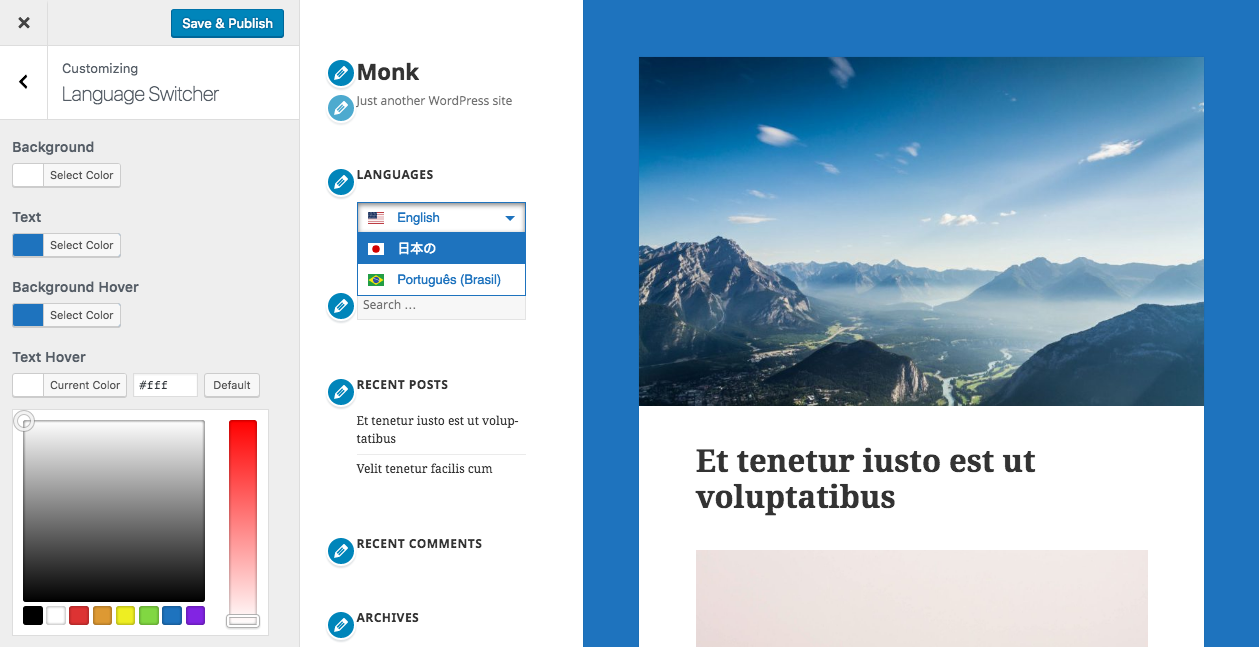 Save & Publish
Customizing
Language Switcher
Background
Select Color
Text
Select Color
Background Hover
Select Color
Text Hover
Current Color
#fff
Default
Monk
Just another WordPress site
LANGUAGES
English
日本の
Português (Brasil)
Search ...
RECENT POSTS
Et tenetur iusto est ut volup-
tatibus
Velit tenetur facilis cum
RECENT COMMENTS
ARCHIVES
Et tenetur iusto est ut
voluptatibus